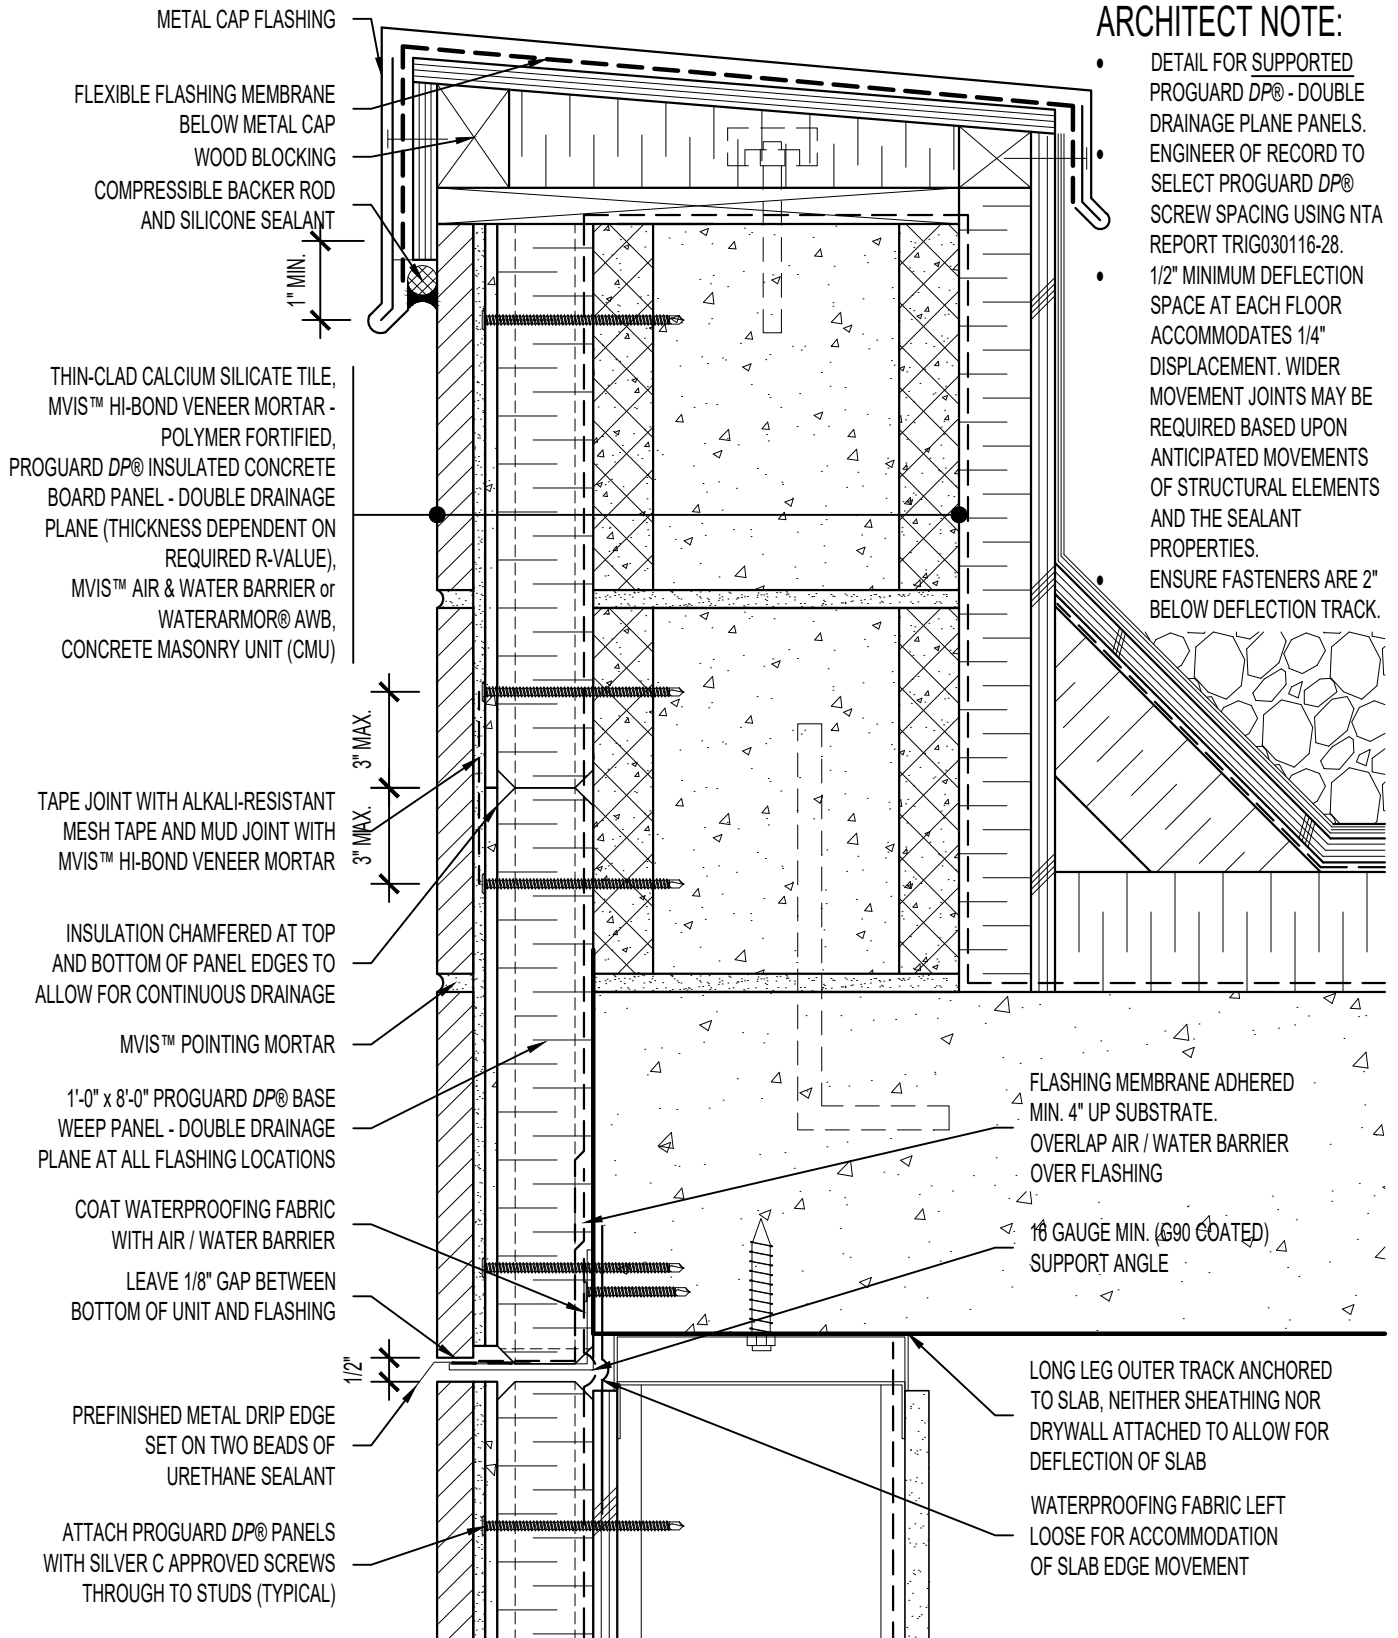 METAL CAP FLASHING
FLEXIBLE FLASHING MEMBRANE
BELOW METAL CAP
WOOD BLOCKING
COMPRESSIBLE BACKER ROD
AND SILICONE SEALANT
1" MIN.
THIN-CLAD CALCIUM SILICATE TILE,
MVIS™ HI-BOND VENEER MORTAR -
POLYMER FORTIFIED,
PROGUARD DP® INSULATED CONCRETE
BOARD PANEL - DOUBLE DRAINAGE
PLANE (THICKNESS DEPENDENT ON
REQUIRED R-VALUE),
MVIS™ AIR & WATER BARRIER or
WATERARMOR® AWB,
CONCRETE MASONRY UNIT (CMU)
3" MAX.
3" MAX.
TAPE JOINT WITH ALKALI-RESISTANT
MESH TAPE AND MUD JOINT WITH
MVIS™ HI-BOND VENEER MORTAR
INSULATION CHAMFERED AT TOP
AND BOTTOM OF PANEL EDGES TO
ALLOW FOR CONTINUOUS DRAINAGE
MVIS™ POINTING MORTAR
1'-0" x 8'-0" PROGUARD DP® BASE
WEEP PANEL - DOUBLE DRAINAGE
PLANE AT ALL FLASHING LOCATIONS
COAT WATERPROOFING FABRIC
WITH AIR / WATER BARRIER
LEAVE 1/8" GAP BETWEEN
BOTTOM OF UNIT AND FLASHING
1/2"
PREFINISHED METAL DRIP EDGE
SET ON TWO BEADS OF
URETHANE SEALANT
ATTACH PROGUARD DP® PANELS
WITH SILVER C APPROVED SCREWS
THROUGH TO STUDS (TYPICAL)
ARCHITECT NOTE:
• DETAIL FOR SUPPORTED
PROGUARD DP® - DOUBLE
DRAINAGE PLANE PANELS.
• ENGINEER OF RECORD TO
SELECT PROGUARD DP®
SCREW SPACING USING NTA
REPORT TRIG030116-28.
• 1/2" MINIMUM DEFLECTION
SPACE AT EACH FLOOR
ACCOMMODATES 1/4"
DISPLACEMENT. WIDER
MOVEMENT JOINTS MAY BE
REQUIRED BASED UPON
ANTICIPATED MOVEMENTS
OF STRUCTURAL ELEMENTS
AND THE SEALANT
PROPERTIES.
• ENSURE FASTENERS ARE 2"
BELOW DEFLECTION TRACK.
FLASHING MEMBRANE ADHERED
MIN. 4" UP SUBSTRATE.
OVERLAP AIR / WATER BARRIER
OVER FLASHING
16 GAUGE MIN. (G90 COATED)
SUPPORT ANGLE
LONG LEG OUTER TRACK ANCHORED
TO SLAB, NEITHER SHEATHING NOR
DRYWALL ATTACHED TO ALLOW FOR
DEFLECTION OF SLAB
WATERPROOFING FABRIC LEFT
LOOSE FOR ACCOMMODATION
OF SLAB EDGE MOVEMENT